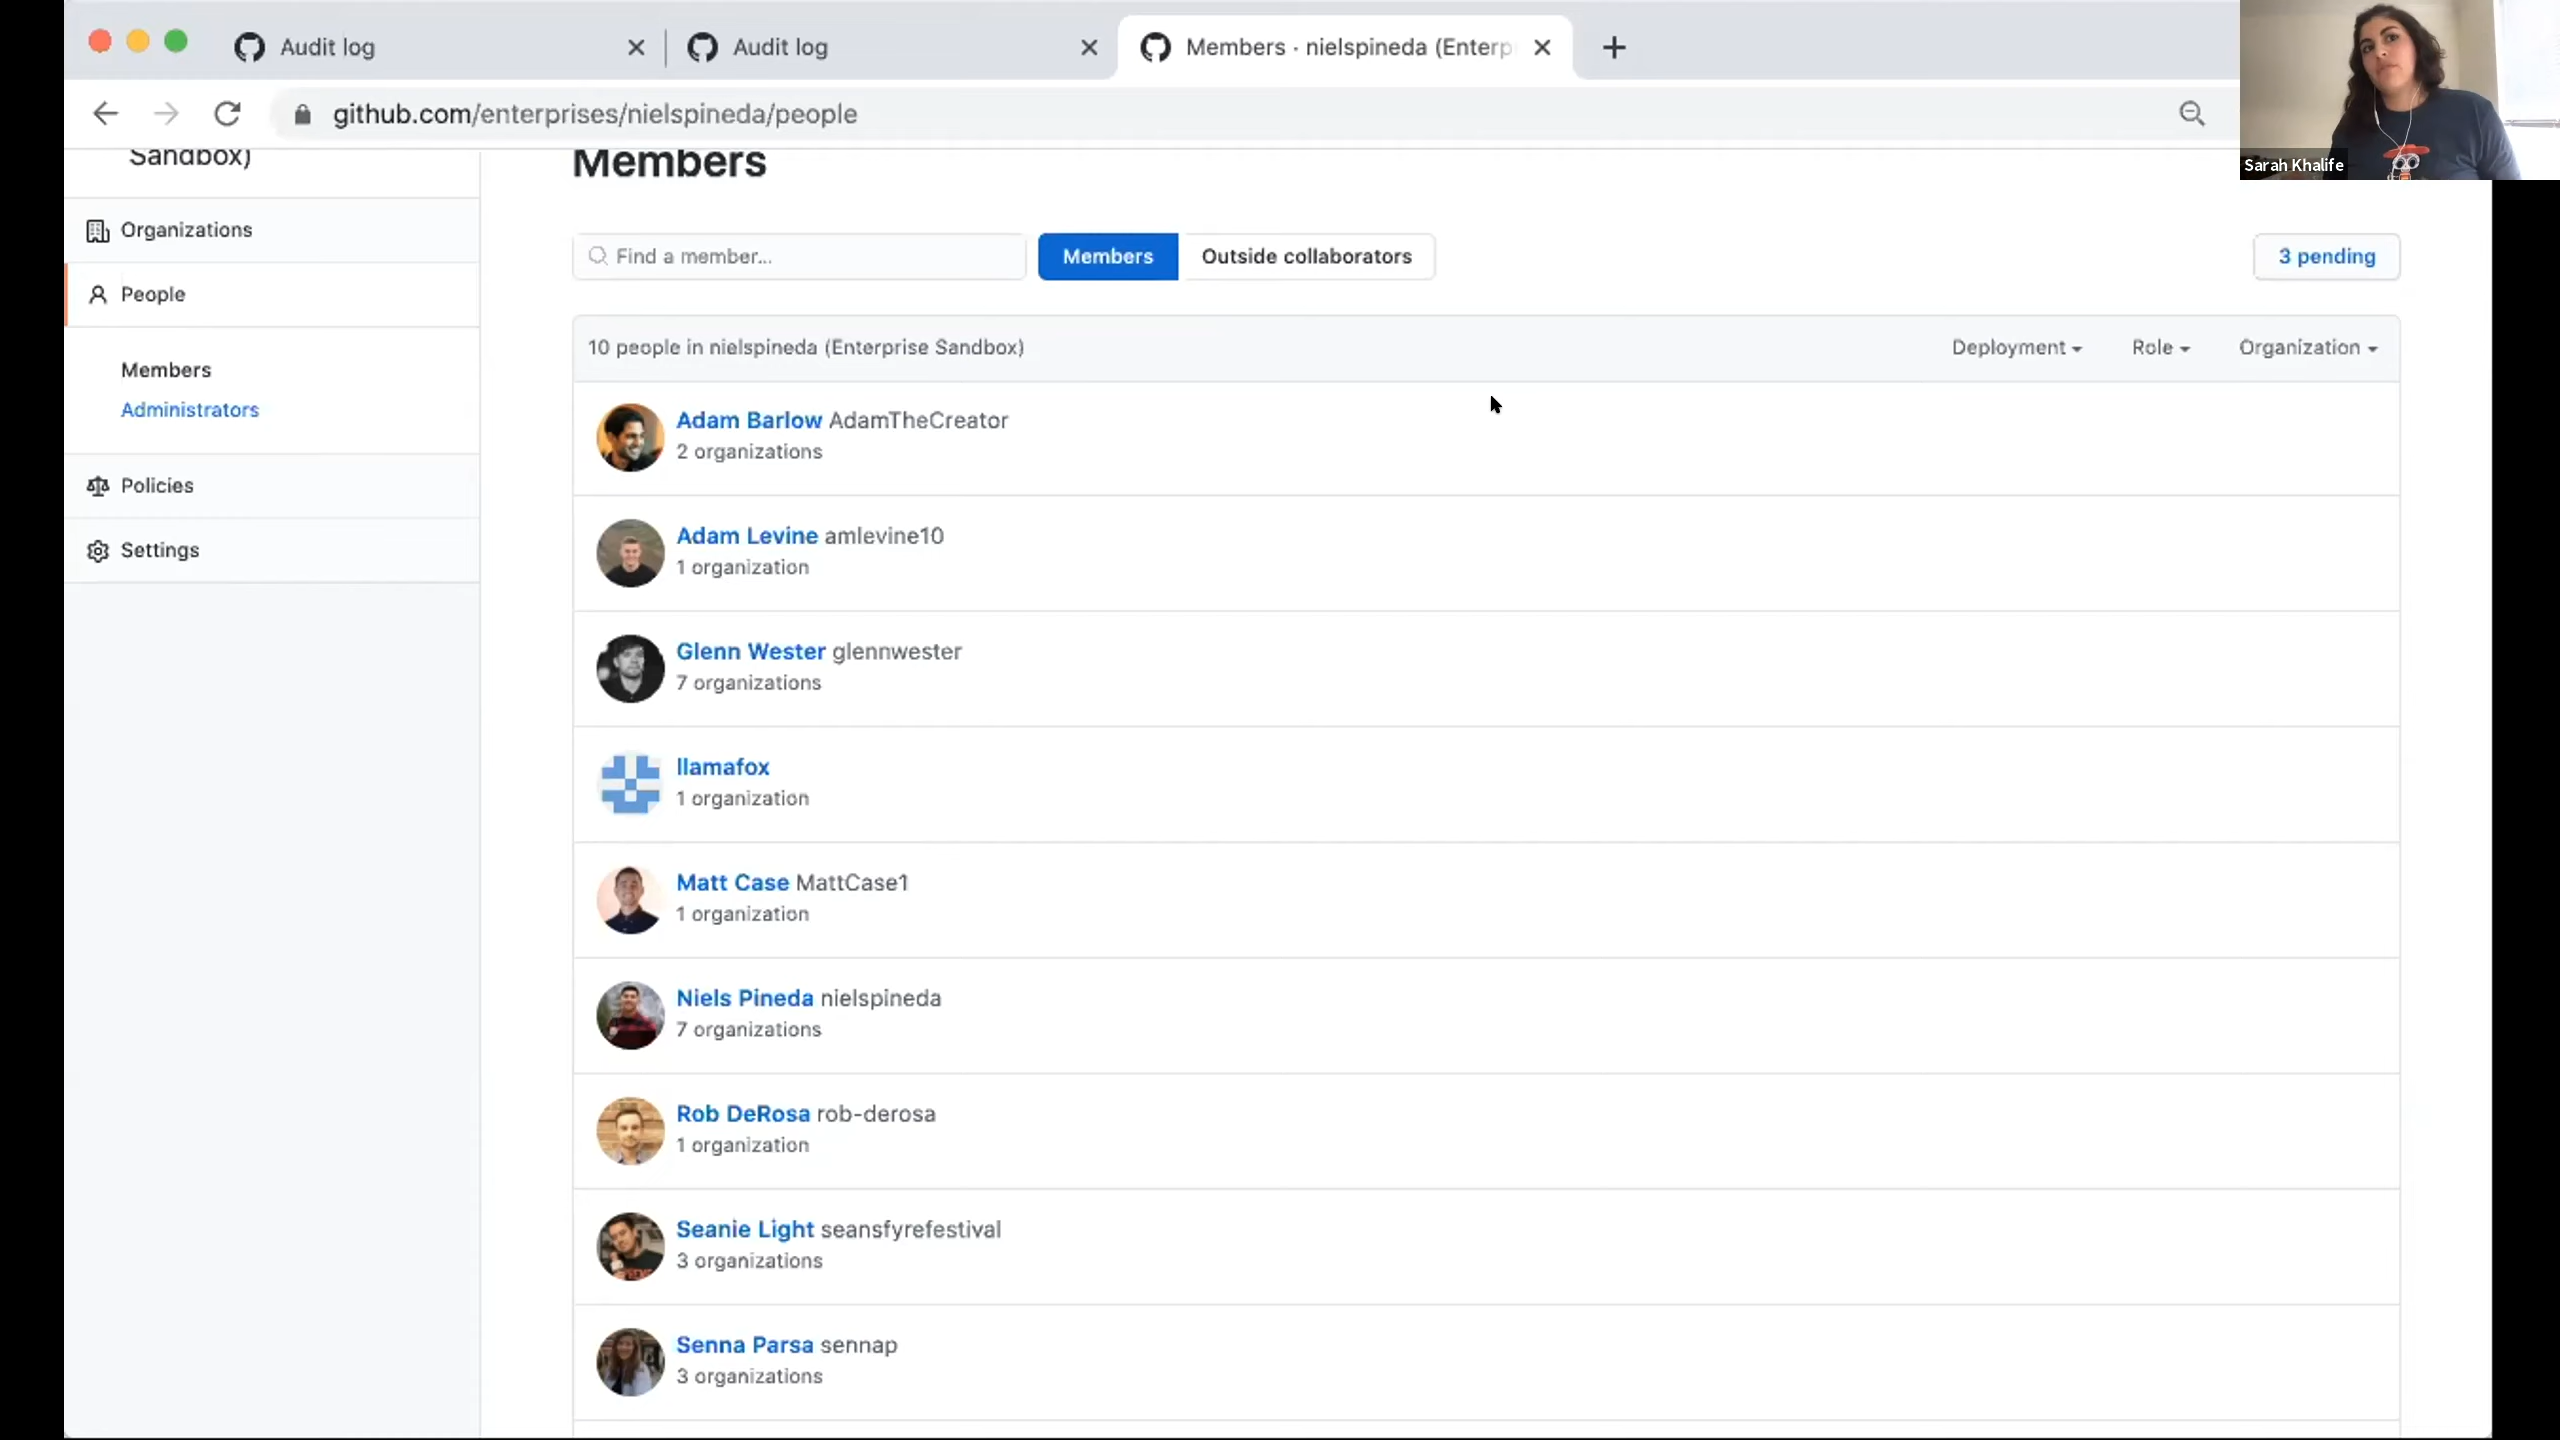 Audit log
Audit log
Members · nielspineda (Enterp
github.com/enterprises/nielspineda/people
Sarah Khalife
Sandbox)
Organizations
People
Members
Administrators
Policies
Settings
Members
Find a member...
Members
Outside collaborators
3 pending
10 people in nielspineda (Enterprise Sandbox)
Deployment
Role
Organization
Adam Barlow AdamTheCreator
2 organizations
Adam Levine amlevine10
1 organization
Glenn Wester glennwester
7 organizations
llamafox
1 organization
Matt Case MattCase1
1 organization
Niels Pineda nielspineda
7 organizations
Rob DeRosa rob-derosa
1 organization
Seanie Light seansfyrefestival
3 organizations
Senna Parsa sennap
3 organizations